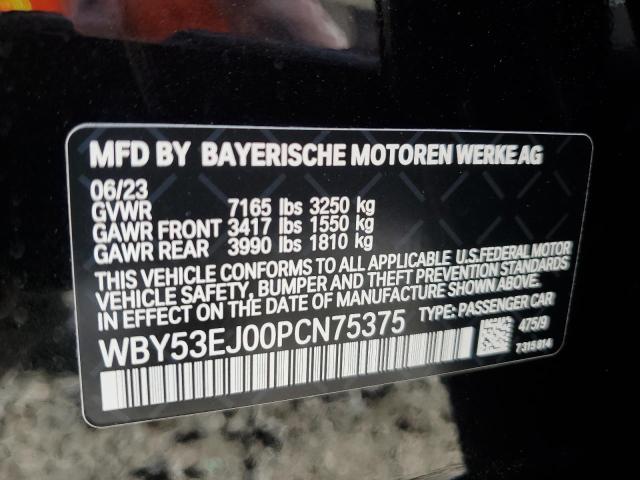 MFD BY BAYERISCHE MOTOREN WERKE AG
06/23
GVWR 7165 lbs 3250 kg
GAWR FRONT 3417 lbs 1550 kg
GAWR REAR 3990 lbs 1810 kg
THIS VEHICLE CONFORMS TO ALL APPLICABLE U.S.FEDERAL MOTOR
VEHICLE SAFETY, BUMPER AND THEFT PREVENTION STANDARDS
IN EFFECT ON THE DATE OF MANUFACTURE SHOWN ABOVE.
WBY53EJ00PCN75375 TYPE: PASSENGER CAR
475/9
7315814